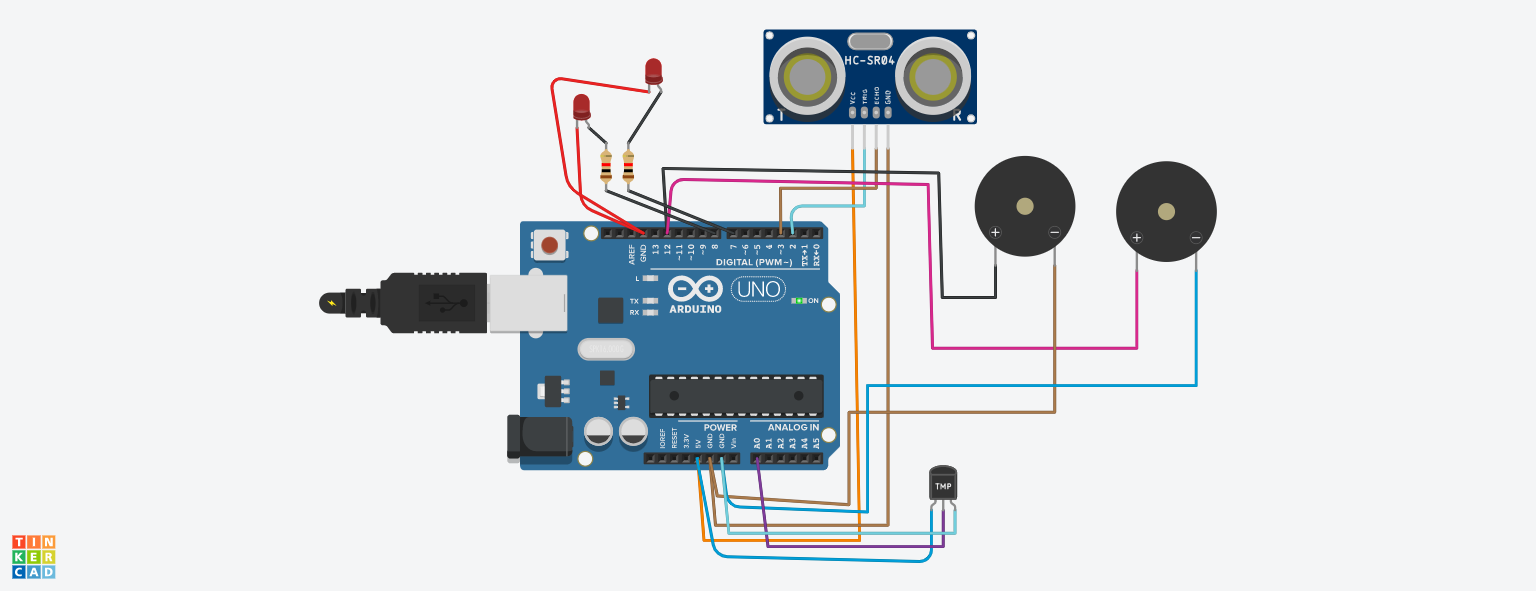 HC-SR04
VCC
TRIG
ECHO
GND
T
R
AREF
GND
13
12
~11
~10
~9
8
7
~6
~5
4
~3
2
TX→1
RX←0
DIGITAL (PWM~)
L
TX
RX
ARDUINO
UNO
ON
POWER
ANALOG IN
IOREF
RESET
3.3V
5V
GND
GND
Vin
A0
A1
A2
A3
A4
A5
TMP
TIN
KER
CAD